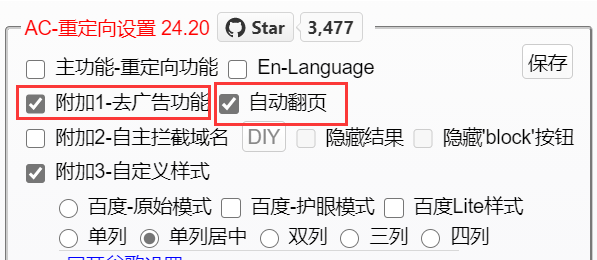 AC-重定向设置 24.20 Star 3,477
主功能-重定向功能 En-Language 保存
附加1-去广告功能 自动翻页
附加2-自主拦截域名 DIY 隐藏结果 隐藏'block'按钮
附加3-自定义样式
百度-原始模式 百度-护眼模式 百度Lite样式
单列 单列居中 双列 三列 四列